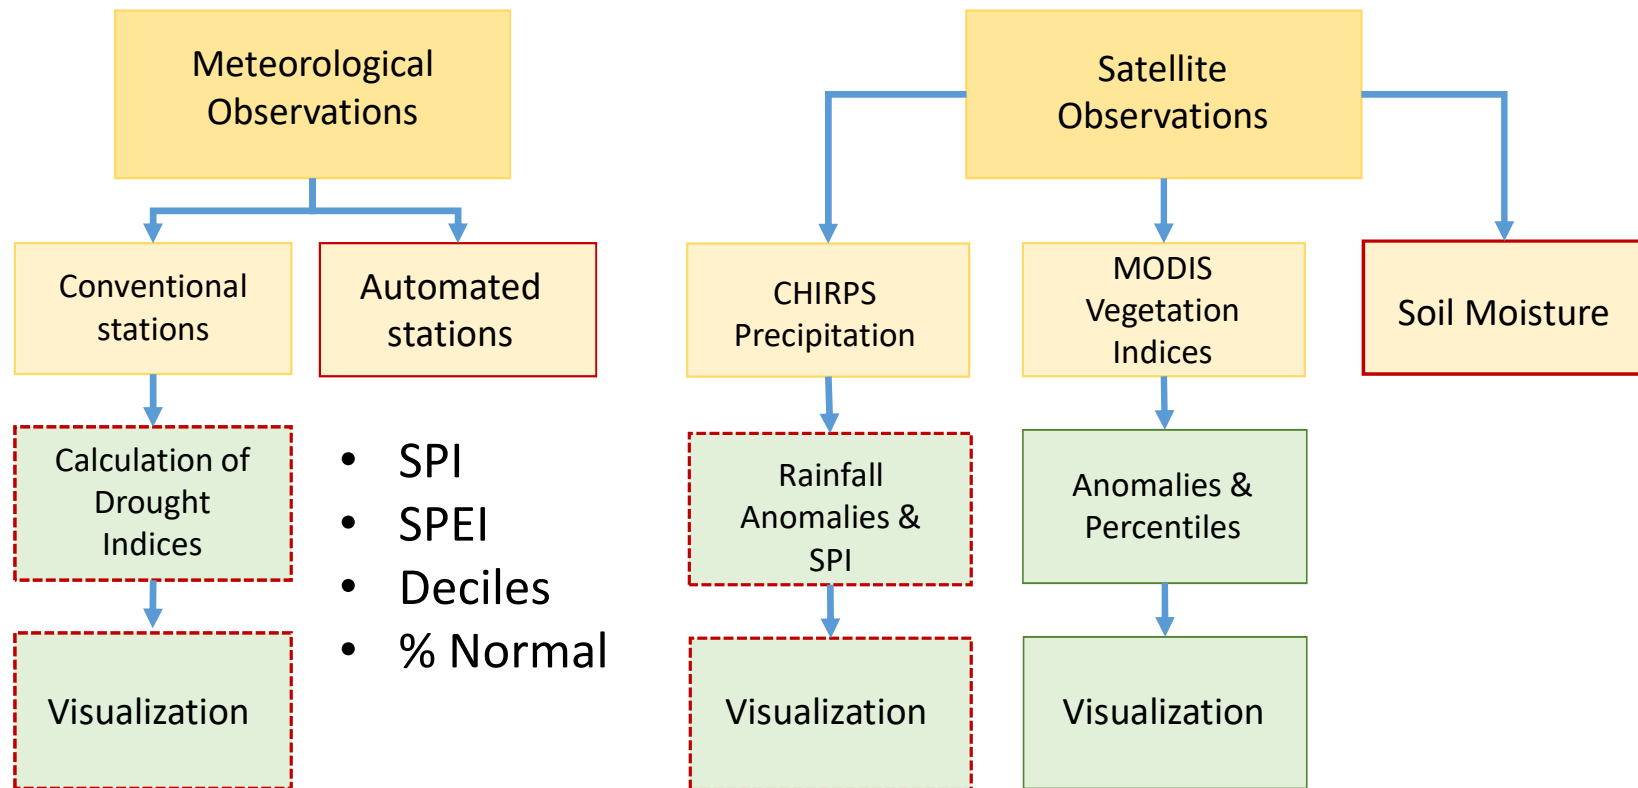 Meteorological
Observations
Satellite
Observations
Conventional
stations
Automated
stations
CHIRPS
Precipitation
MODIS
Vegetation
Indices
Soil Moisture
Calculation of
Drought
Indices
• SPI
• SPEI
• Deciles
• % Normal
Rainfall
Anomalies &
SPI
Anomalies &
Percentiles
Visualization
Visualization
Visualization